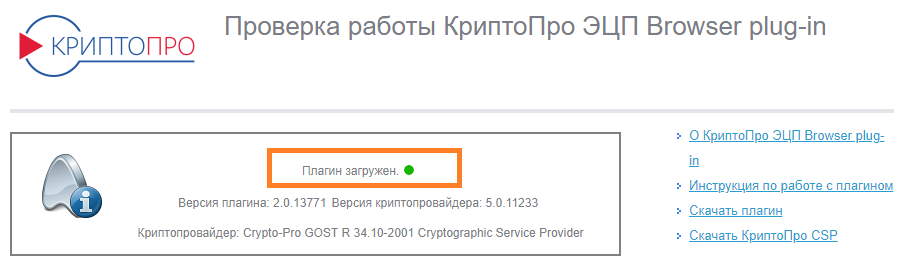 КРИПТОПРО
Проверка работы КриптоПро ЭЦП Browser plug-in
Плагин загружен.
Версия плагина: 2.0.13771 Версия криптопровайдера: 5.0.11233
Криптопровайдер: Crypto-Pro GOST R 34.10-2001 Cryptographic Service Provider
О КриптоПро ЭЦП Browser plug-
in
Инструкция по работе с плагином
Скачать плагин
Скачать КриптоПро CSP